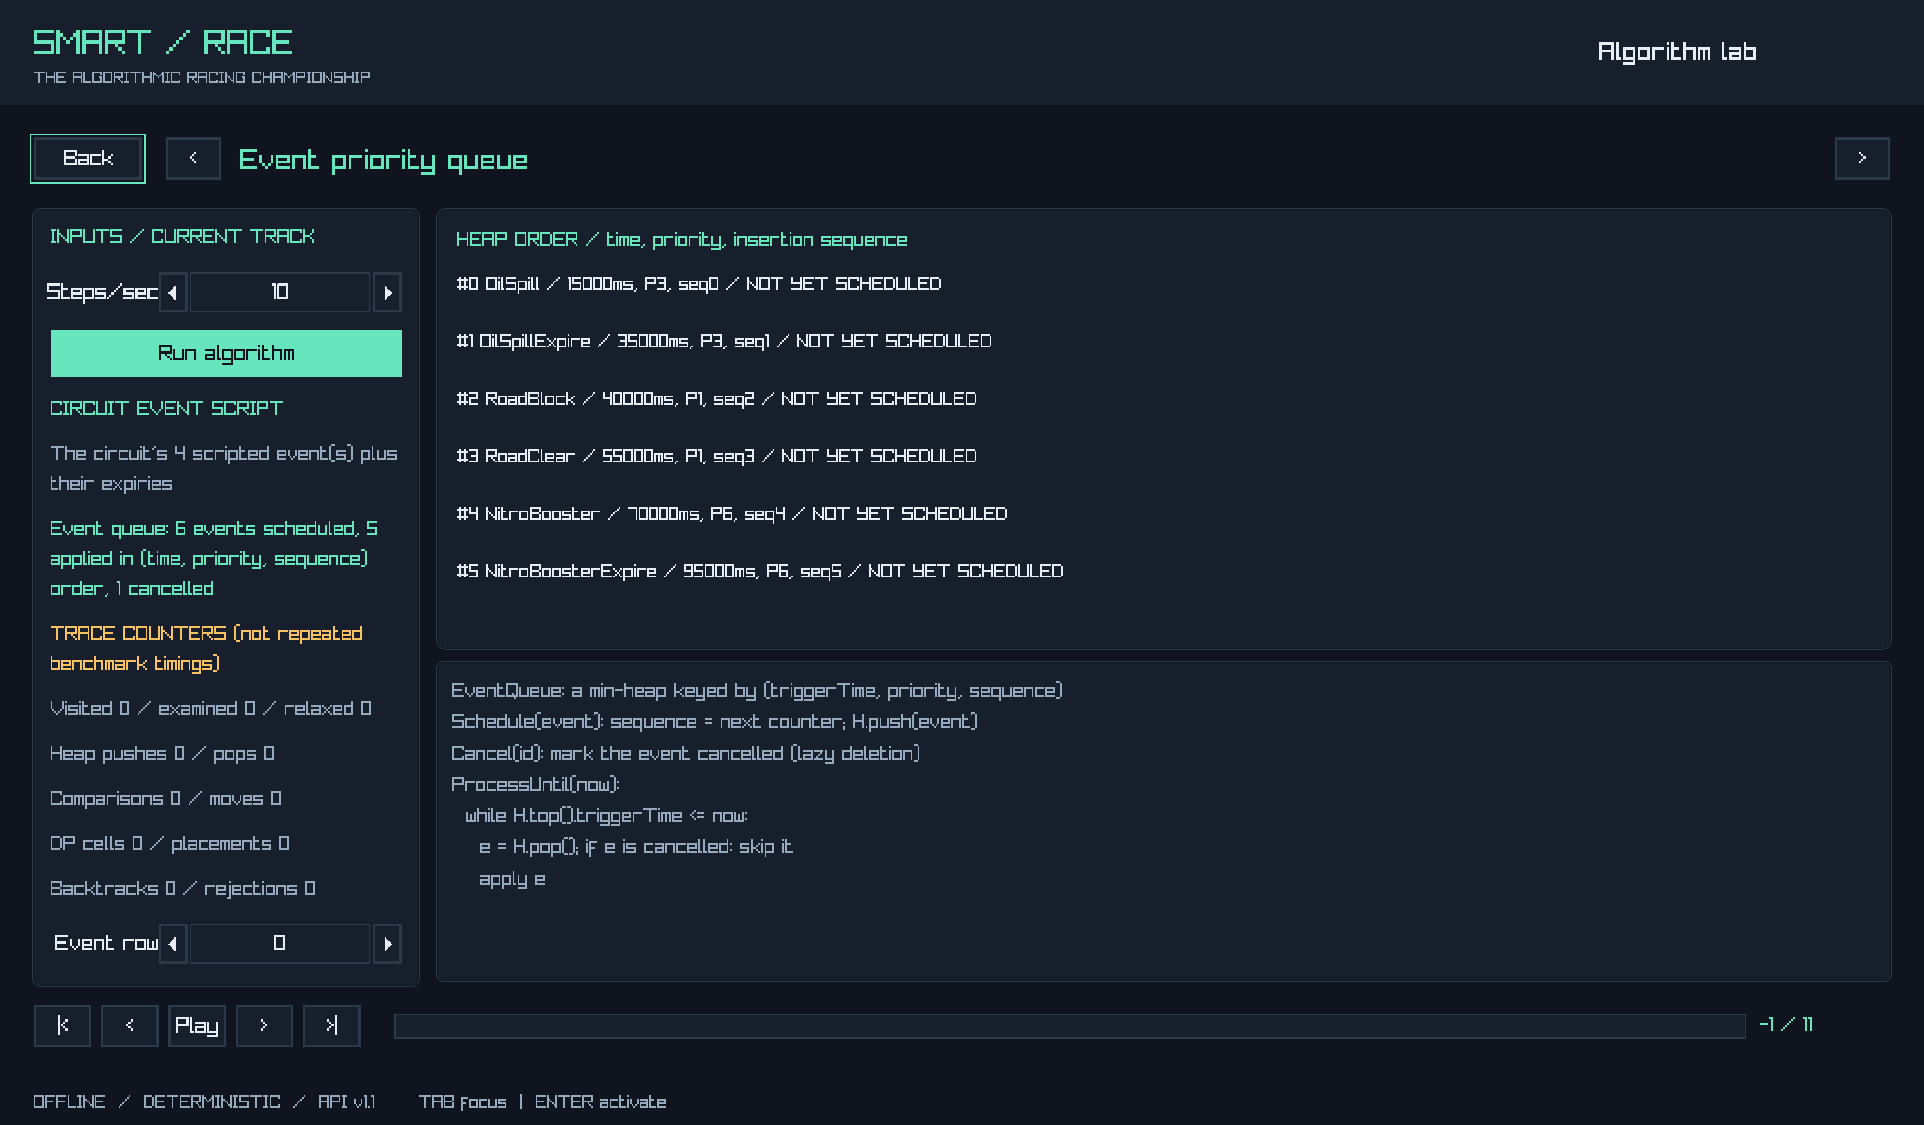 SMART / RACE
THE ALGORITHMIC RACING CHAMPIONSHIP
Algorithm lab
Back
<
Event priority queue
>
INPUTS / CURRENT TRACK
Steps/sec
10
Run algorithm
CIRCUIT EVENT SCRIPT
The circuit's 4 scripted event(s) plus
their expiries
Event queue: 6 events scheduled, 5
applied in (time, priority, sequence)
order, 1 cancelled
TRACE COUNTERS (not repeated
benchmark timings)
Visited 0 / examined 0 / relaxed 0
Heap pushes 0 / pops 0
Comparisons 0 / moves 0
DP cells 0 / placements 0
Backtracks 0 / rejections 0
Event row
0
HEAP ORDER / time, priority, insertion sequence
#0 OilSpill / 15000ms, P3, seq0 / NOT YET SCHEDULED
#1 OilSpillExpire / 35000ms, P3, seq1 / NOT YET SCHEDULED
#2 RoadBlock / 40000ms, P1, seq2 / NOT YET SCHEDULED
#3 RoadClear / 55000ms, P1, seq3 / NOT YET SCHEDULED
#4 NitroBooster / 70000ms, P6, seq4 / NOT YET SCHEDULED
#5 NitroBoosterExpire / 95000ms, P6, seq5 / NOT YET SCHEDULED
EventQueue: a min-heap keyed by (triggerTime, priority, sequence)
Schedule(event): sequence = next counter; H.push(event)
Cancel(id): mark the event cancelled (lazy deletion)
ProcessUntil(now):
while H.top().triggerTime <= now:
e = H.pop(); if e is cancelled: skip it
apply e
|<
<
Play
>
>|
-1 / 11
OFFLINE / DETERMINISTIC / API v1.1
TAB focus | ENTER activate